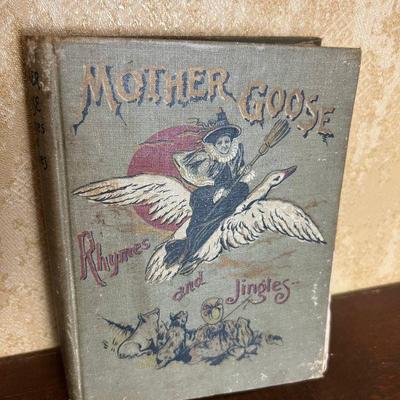 MOTHER GOOSE
Rhymes
and
Jingles